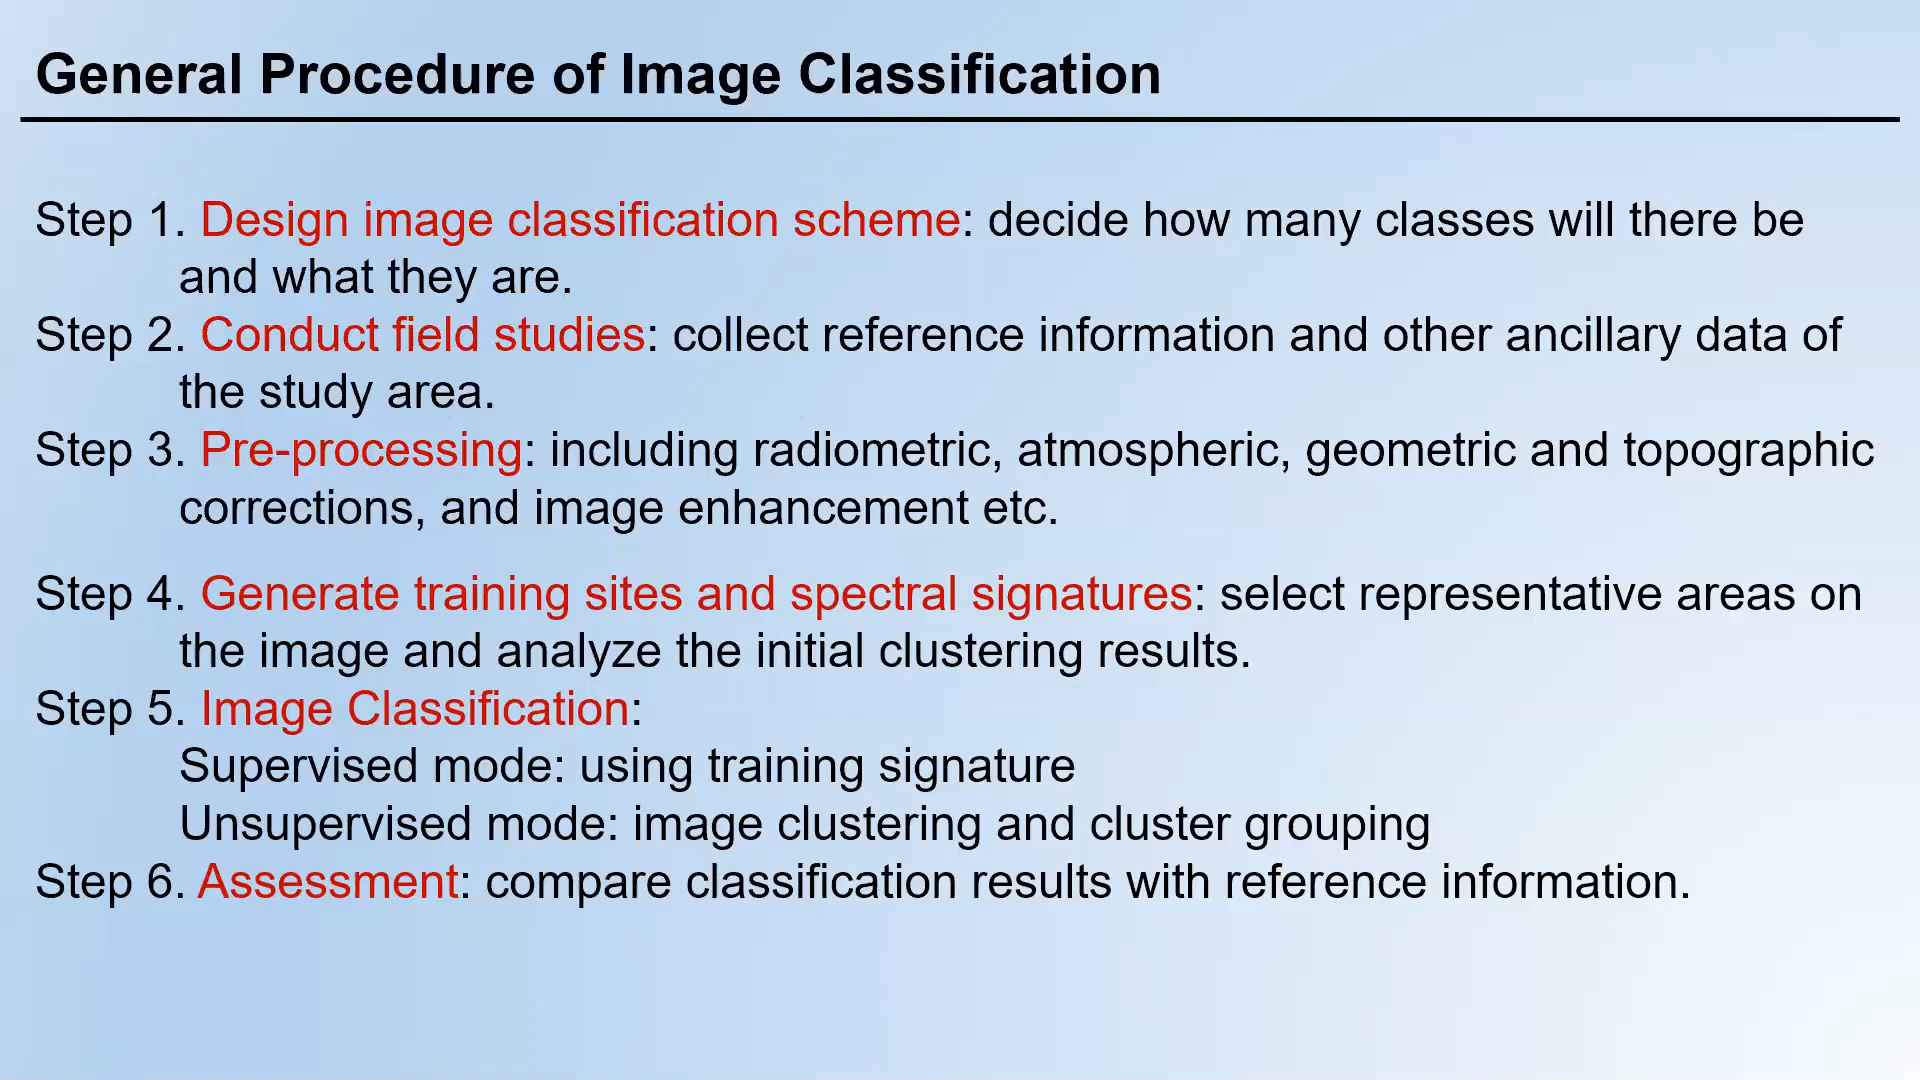 General Procedure of Image Classification
Step 1. Design image classification scheme: decide how many classes will there be
and what they are.
Step 2. Conduct field studies: collect reference information and other ancillary data of
the study area.
Step 3. Pre-processing: including radiometric, atmospheric, geometric and topographic
corrections, and image enhancement etc.
Step 4. Generate training sites and spectral signatures: select representative areas on
the image and analyze the initial clustering results.
Step 5. Image Classification:
Supervised mode: using training signature
Unsupervised mode: image clustering and cluster grouping
Step 6. Assessment: compare classification results with reference information.